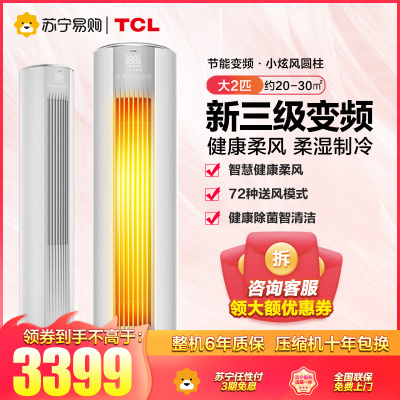 苏宁易购 TCL
节能变频·小炫风圆柱
大2匹 约20-30㎡
新三级变频
健康柔风 柔湿制冷
智慧健康柔风
72种送风模式
健康除菌智清洁
拆
咨询客服
领大额优惠券
领券到手不高于：
3399
整机6年质保 压缩机十年包换
苏宁任性付
3期免息
全国联保
免费上门